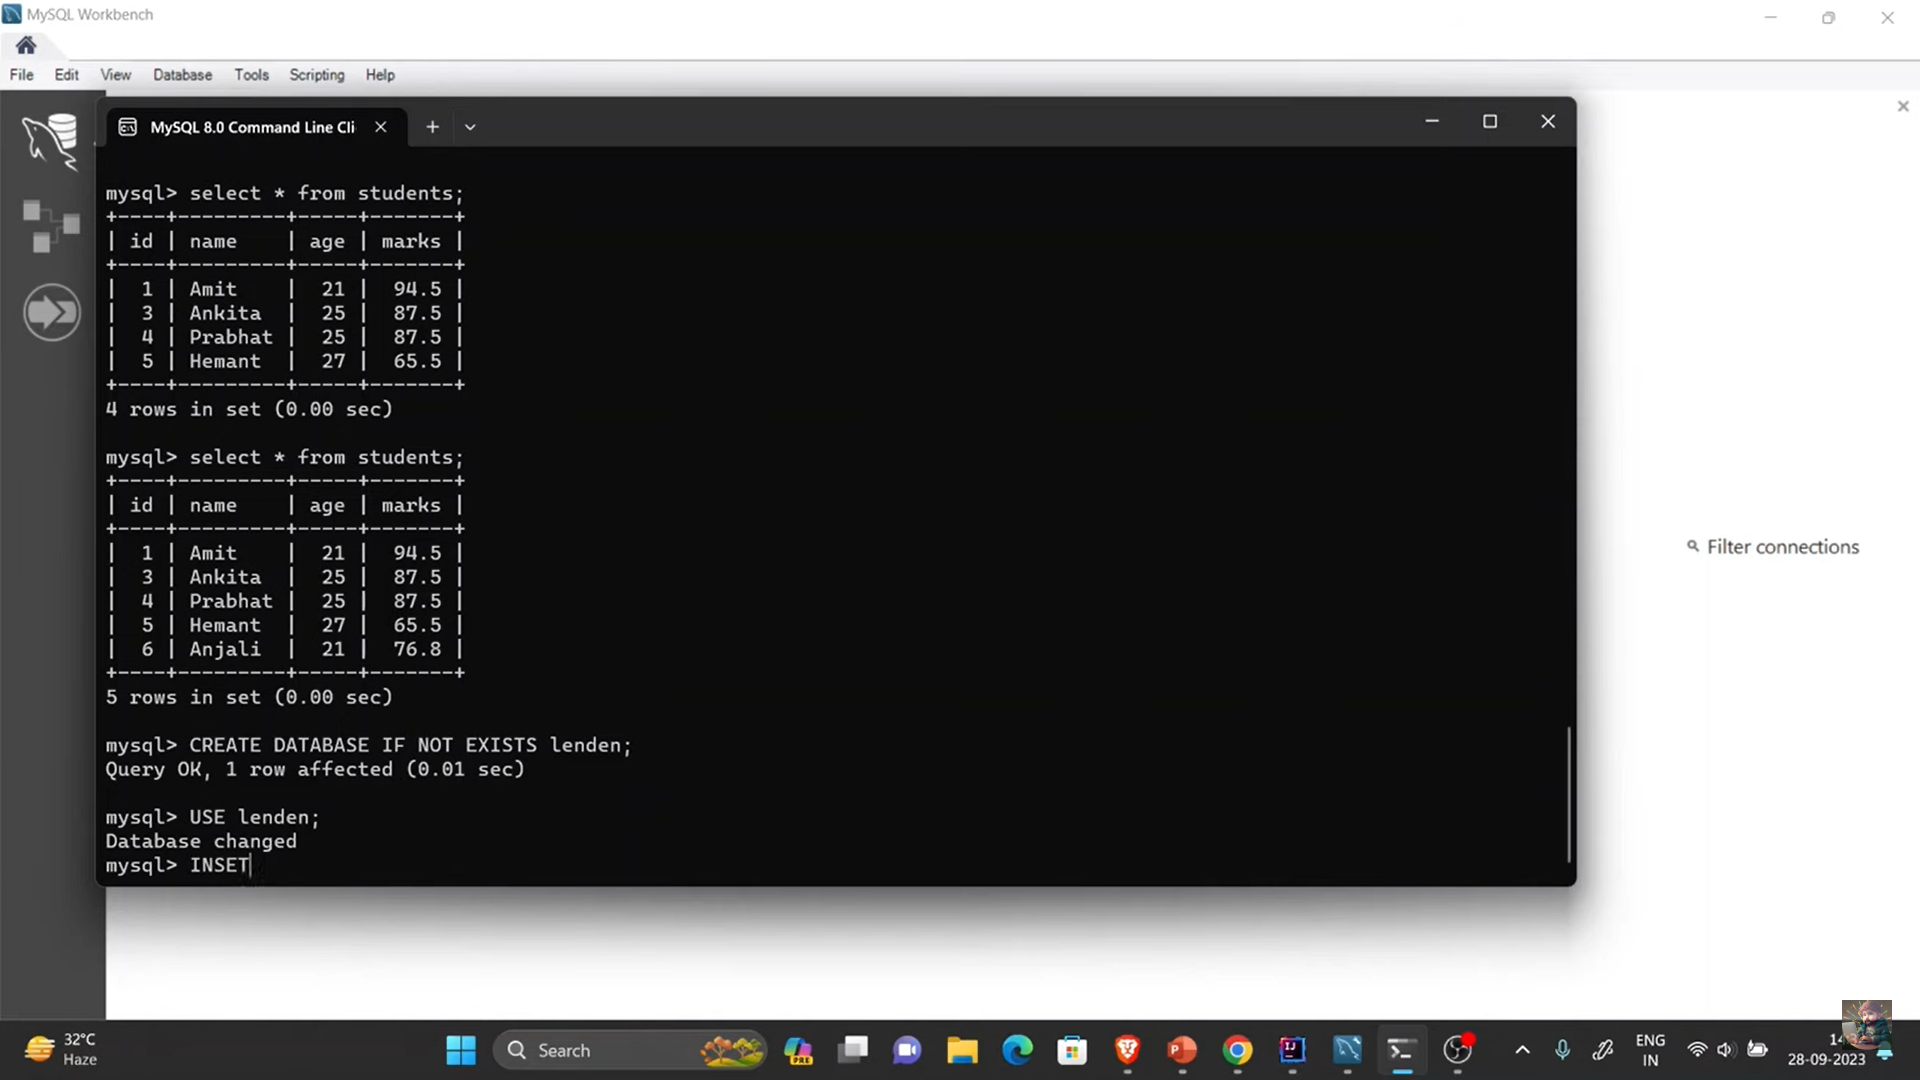 MySQL Workbench
File Edit View Database Tools Scripting Help
MySQL 8.0 Command Line Cli
mysql> select * from students;
+----+---------+-----+-------+
| id | name    | age | marks |
+----+---------+-----+-------+
|  1 | Amit    |  21 |  94.5 |
|  3 | Ankita  |  25 |  87.5 |
|  4 | Prabhat |  25 |  87.5 |
|  5 | Hemant  |  27 |  65.5 |
+----+---------+-----+-------+
4 rows in set (0.00 sec)
mysql> select * from students;
+----+---------+-----+-------+
| id | name    | age | marks |
+----+---------+-----+-------+
|  1 | Amit    |  21 |  94.5 |
|  3 | Ankita  |  25 |  87.5 |
|  4 | Prabhat |  25 |  87.5 |
|  5 | Hemant  |  27 |  65.5 |
|  6 | Anjali  |  21 |  76.8 |
+----+---------+-----+-------+
5 rows in set (0.00 sec)
mysql> CREATE DATABASE IF NOT EXISTS lenden;
Query OK, 1 row affected (0.01 sec)
mysql> USE lenden;
Database changed
mysql> INSET
Filter connections
32°C
Haze
Search
PRE
ENG
IN
28-09-2023